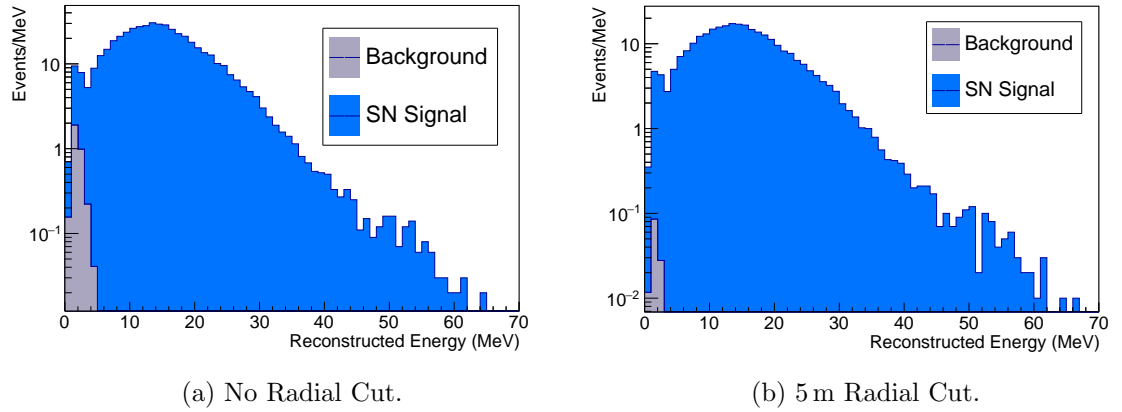 Events/MeV
10
1
10⁻¹
Background
SN Signal
0 10 20 30 40 50 60 70
Reconstructed Energy (MeV)
(a) No Radial Cut.
Events/MeV
10
1
10⁻¹
10⁻²
Background
SN Signal
0 10 20 30 40 50 60 70
Reconstructed Energy (MeV)
(b) 5 m Radial Cut.